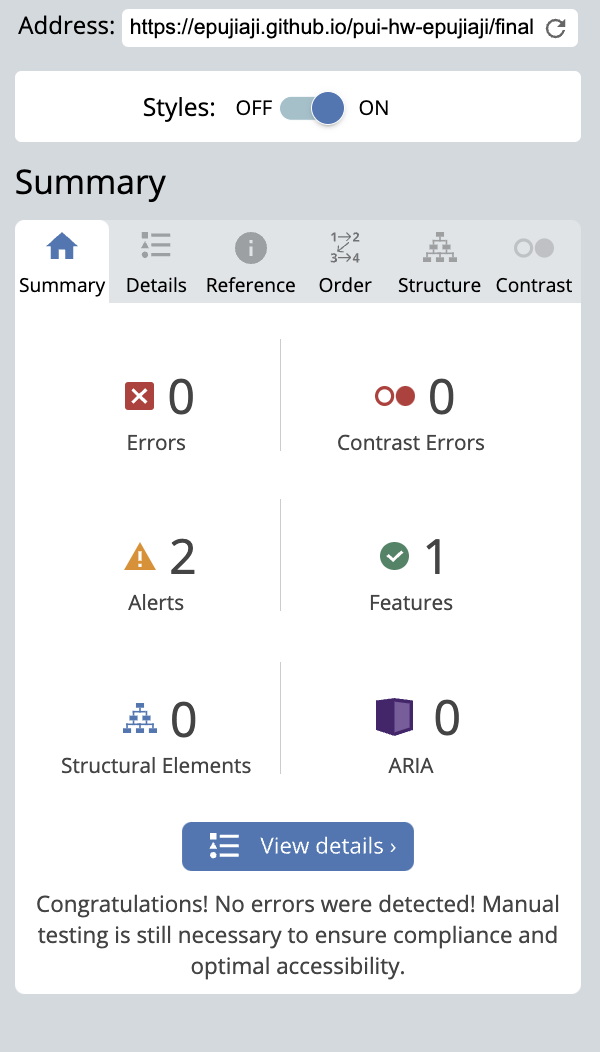 Address: https://epujiaji.github.io/pui-hw-epujiaji/final
Styles: OFF ON
Summary
1→2
3→4
Summary Details Reference Order Structure Contrast
0 0
Errors Contrast Errors
2 1
Alerts Features
0 0
Structural Elements ARIA
View details ›
Congratulations! No errors were detected! Manual
testing is still necessary to ensure compliance and
optimal accessibility.